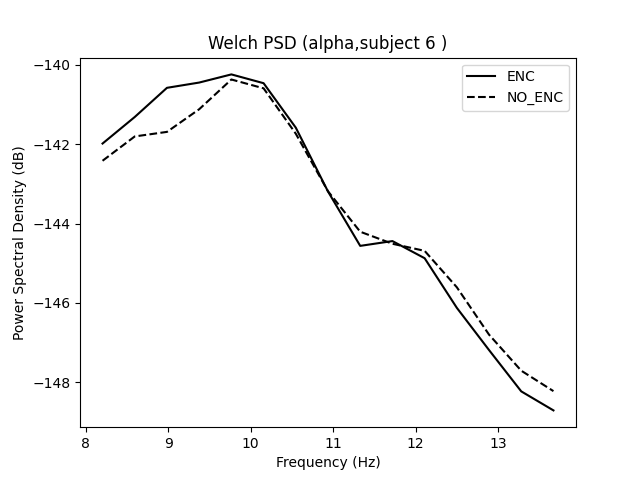 Welch PSD (alpha,subject 6 )
ENC
NO_ENC
Power Spectral Density (dB)
−140
−142
−144
−146
−148
8 9 10 11 12 13
Frequency (Hz)